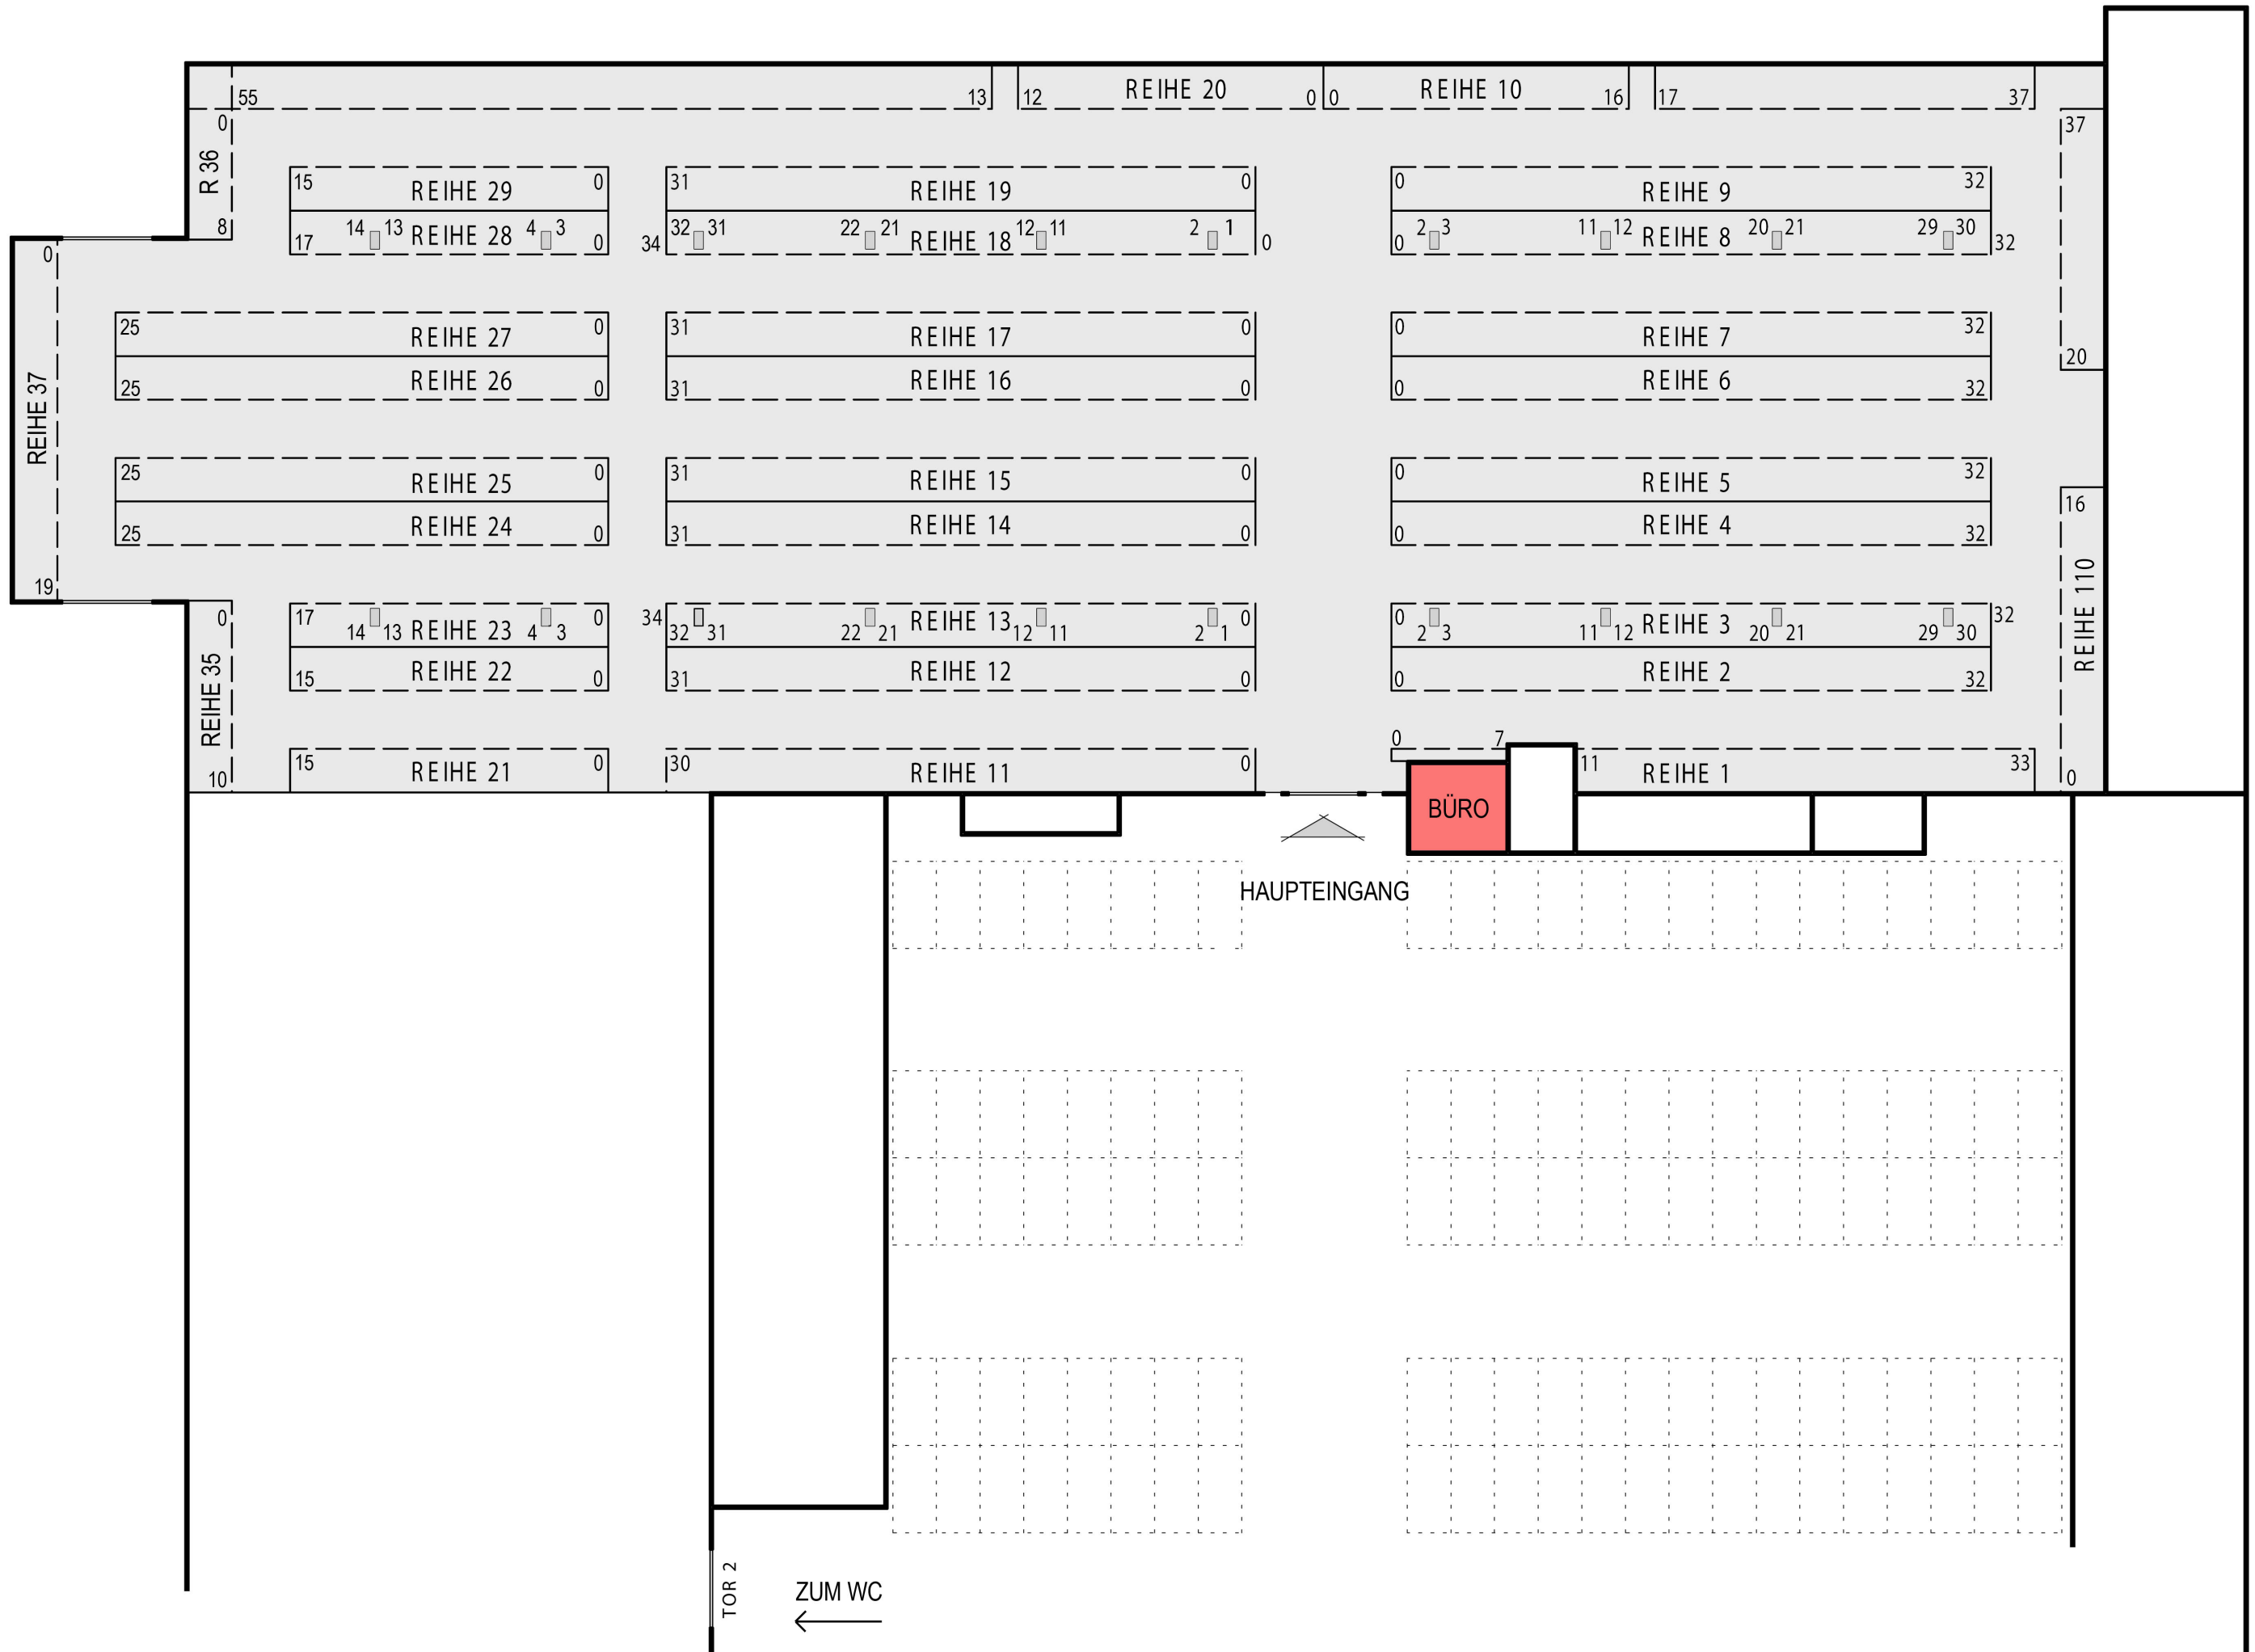 REIHE 20 REIHE 10
55 13 12 0 0 16 17 37
0 37
R 36
15 REIHE 29 0 31 REIHE 19 0 0 REIHE 9 32
14 13 REIHE 28 4 3 32 31 22 21 REIHE 18 12 11 2 1 2 3 11 12 REIHE 8 20 21 29 30
8 17 0 34 0 0 32
0
25 REIHE 27 0 31 REIHE 17 0 0 REIHE 7 32
20
25 REIHE 26 0 31 REIHE 16 0 0 REIHE 6 32
REIHE 37
25 REIHE 25 0 31 REIHE 15 0 0 REIHE 5 32
16
25 REIHE 24 0 31 REIHE 14 0 0 REIHE 4 32
19
0 17 0 34 0 0 32
14 13 REIHE 23 4 3 32 31 22 21 REIHE 13 12 11 2 1 2 3 11 12 REIHE 3 20 21 29 30
REIHE 110
15 REIHE 22 0 31 REIHE 12 0 0 REIHE 2 32
REIHE 35
0 7
15 REIHE 21 0 30 REIHE 11 0 11 REIHE 1 33
10 0
BÜRO
HAUPTEINGANG
TOR 2
ZUM WC